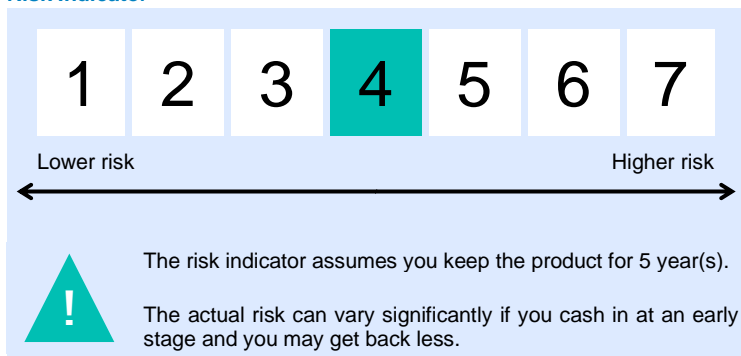 1 2 3 4 5 6 7
Lower risk Higher risk
The risk indicator assumes you keep the product for 5 year(s).
!
The actual risk can vary significantly if you cash in at an early
stage and you may get back less.